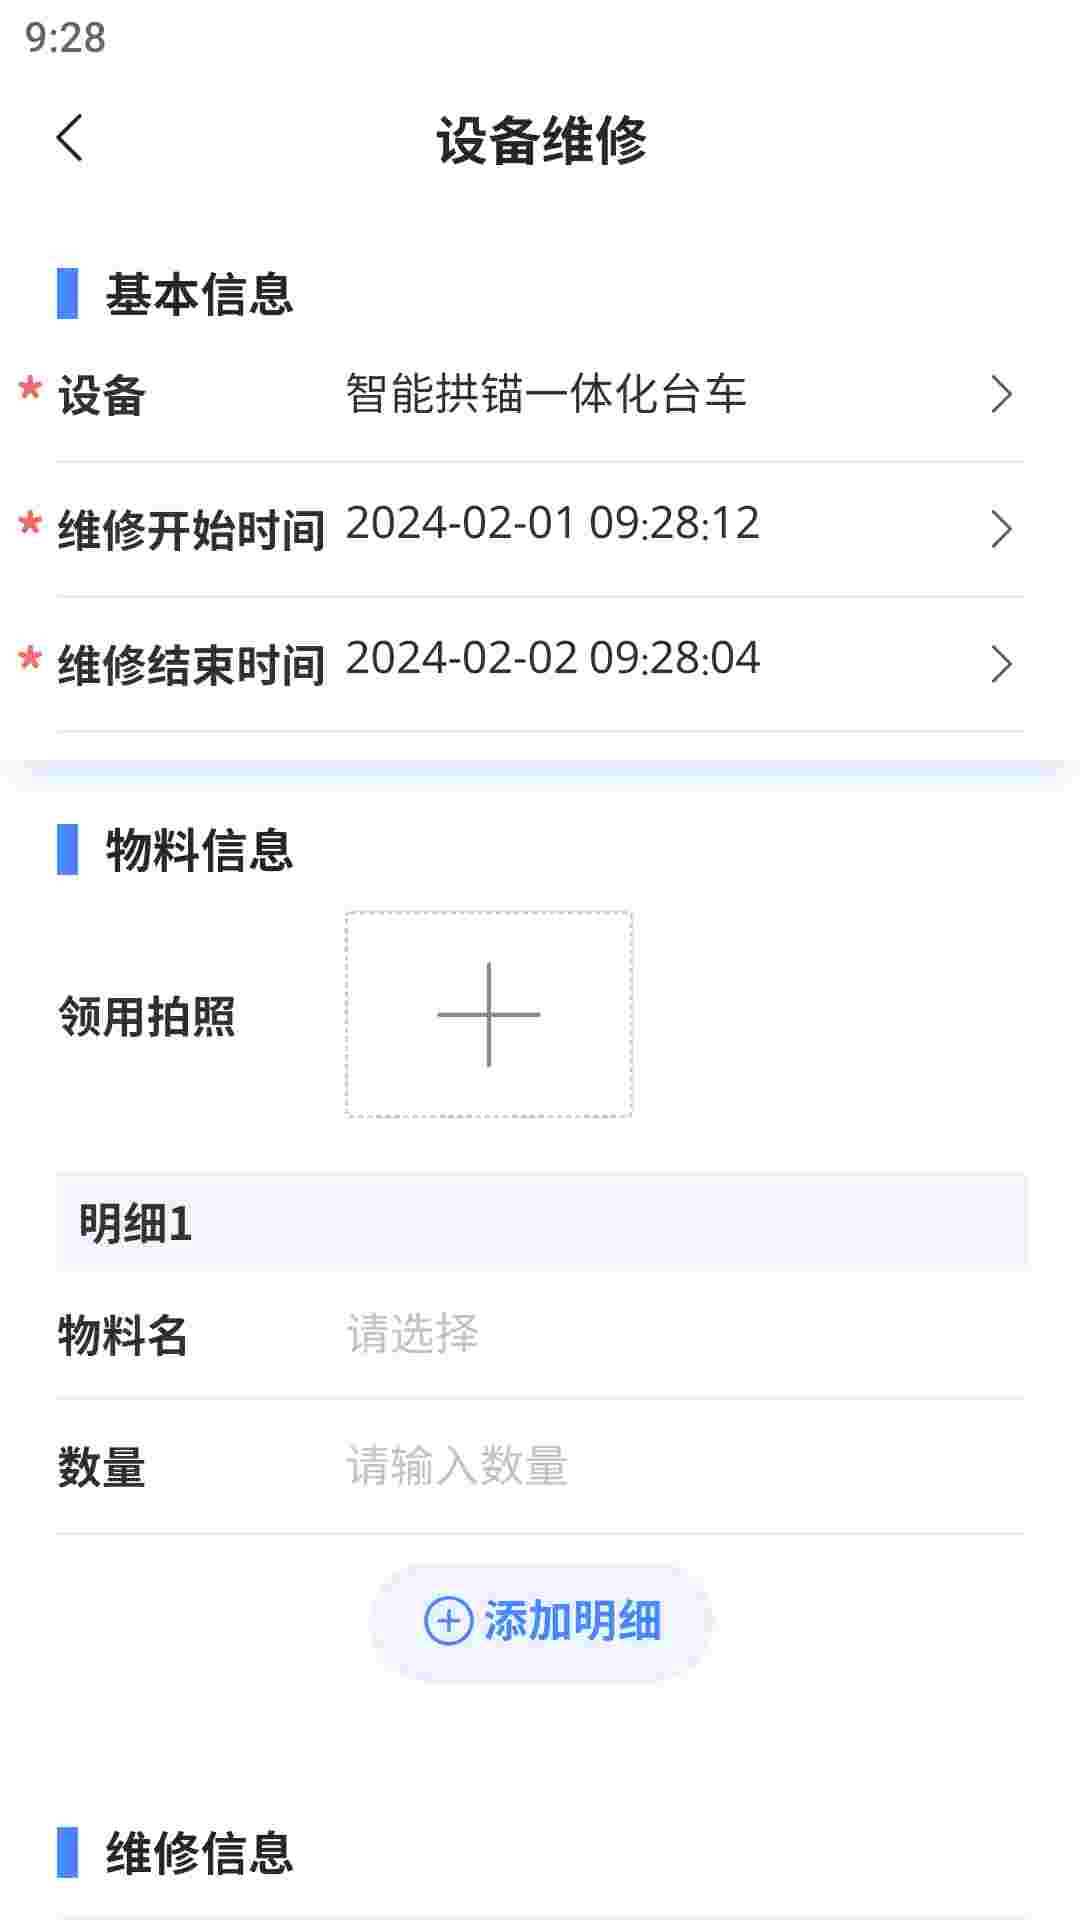 9:28
设备维修
基本信息
* 设备 智能拱锚一体化台车
* 维修开始时间 2024-02-01 09:28:12
* 维修结束时间 2024-02-02 09:28:04
物料信息
领用拍照
明细1
物料名 请选择
数量 请输入数量
添加明细
维修信息